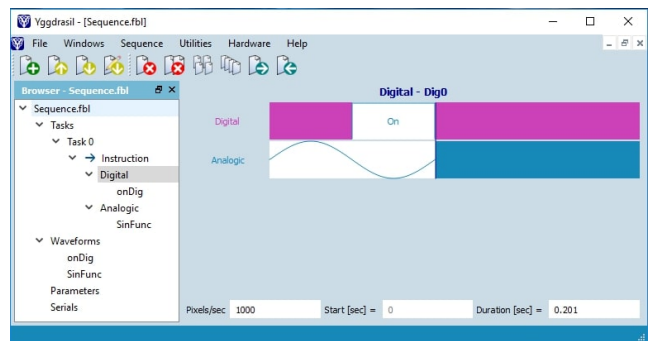 Yggdrasil - [Sequence.fbl]
File Windows Sequence Utilities Hardware Help
Browser - Sequence.fbl
Sequence.fbl
Tasks
Task 0
Instruction
Digital
onDig
Analogic
SinFunc
Waveforms
onDig
SinFunc
Parameters
Serials
Digital - Dig0
Digital On
Analogic
Pixels/sec 1000 Start [sec] = 0 Duration [sec] = 0.201